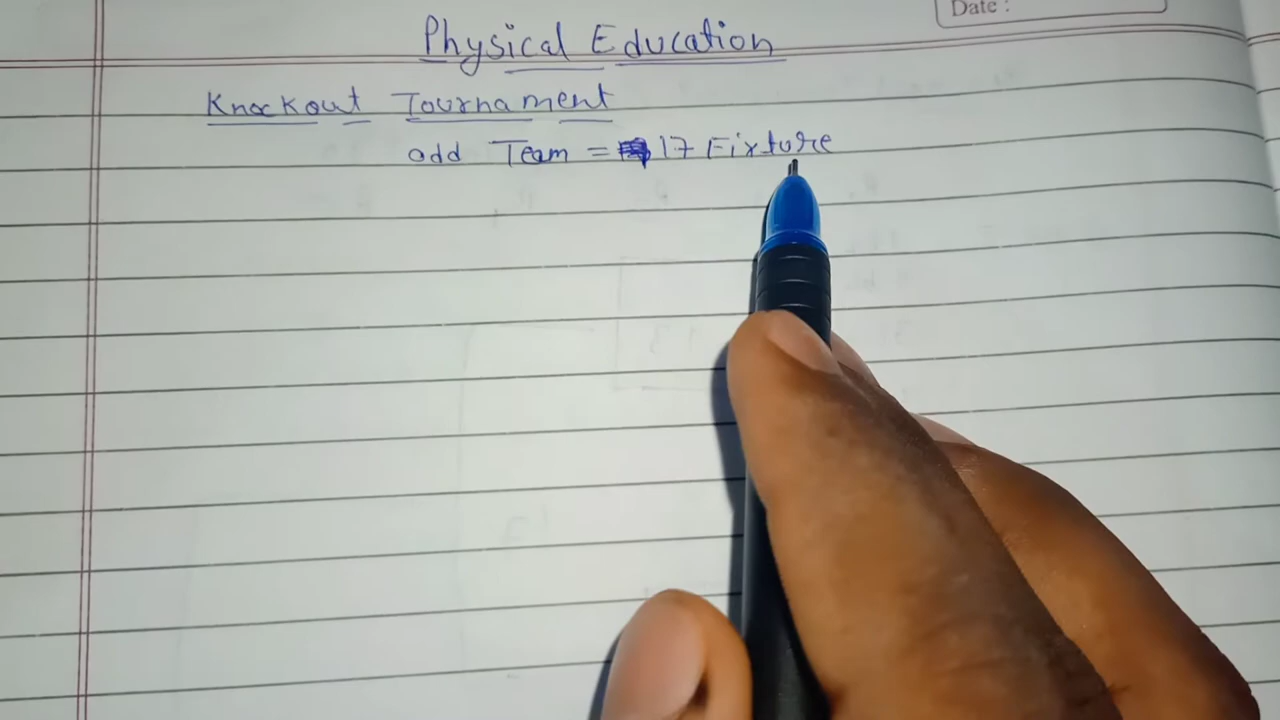 Date :
Physical Education
Knockout Tournament
odd Team = 17 Fixture